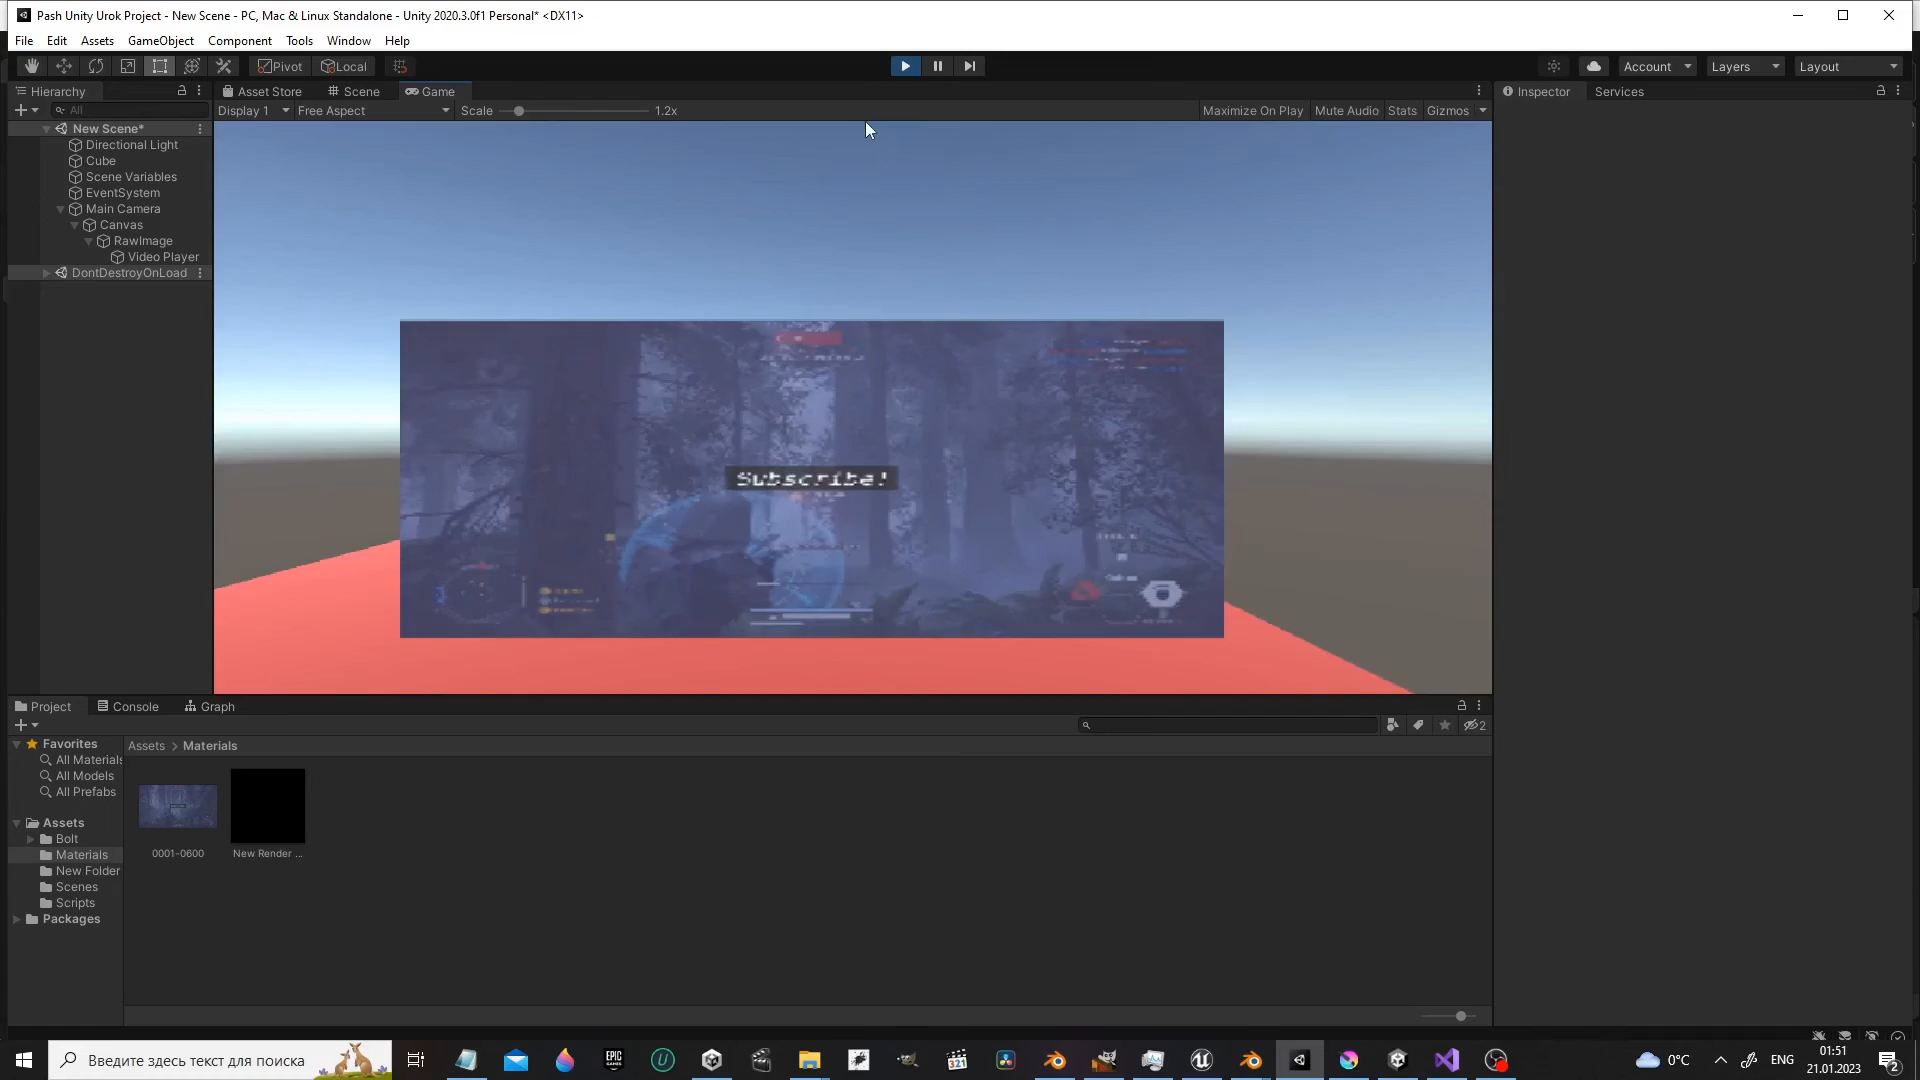 Pash Unity Urok Project - New Scene - PC, Mac & Linux Standalone - Unity 2020.3.0f1 Personal* <DX11>
File Edit Assets GameObject Component Tools Window Help
Pivot Local Account Layers Layout
Hierarchy Asset Store Scene Game Inspector Services
All Display 1 Free Aspect Scale 1.2x Maximize On Play Mute Audio Stats Gizmos
New Scene*
Directional Light
Cube
Scene Variables
EventSystem
Main Camera
Canvas
RawImage
Video Player
DontDestroyOnLoad
Subscribe!
Project Console Graph
2
Favorites Assets > Materials
All Materials
All Models
All Prefabs
Assets
Bolt
Materials 0001-0600 New Render ...
New Folder
Scenes
Scripts
Packages
Введите здесь текст для поиска EPIC GAMES 321 0°C ENG 01:51
21.01.2023 2